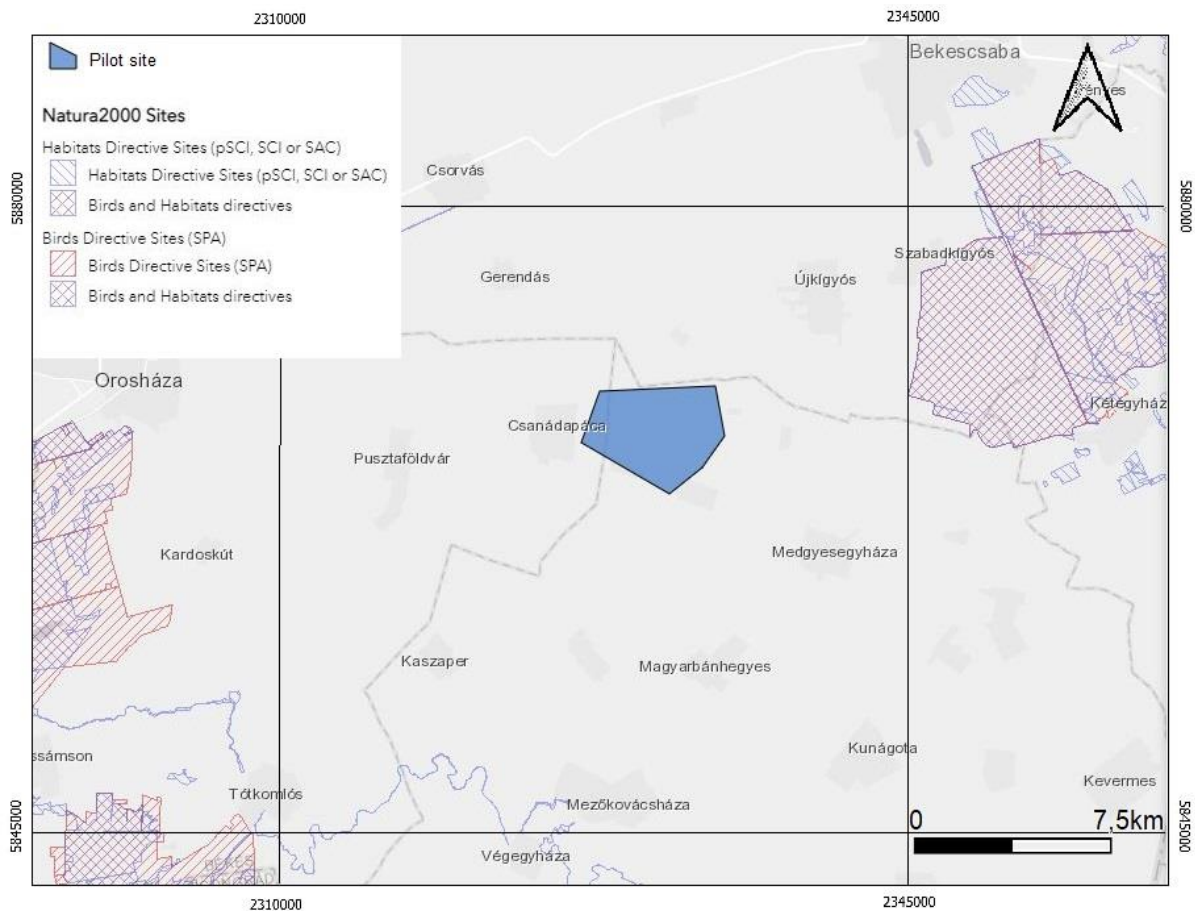 2310000
2345000
Pilot site
Natura2000 Sites
Habitats Directive Sites (pSCI, SCI or SAC)
Habitats Directive Sites (pSCI, SCI or SAC)
Birds and Habitats directives
Birds Directive Sites (SPA)
Birds Directive Sites (SPA)
Birds and Habitats directives
Bekescsaba
Csorvás
5880000
5880000
Szabadkígyós
Gerendás
Újkígyós
Orosháza
Kétegyház
Csanádapáca
Pusztaföldvár
Kardoskút
Medgyesegyháza
Kaszaper
Magyarbánhegyes
ssámson
Kunágota
Kevermes
Tótkomlós
Mezőkovácsháza
0
7,5km
5845000
5845000
Végegyháza
2310000
2345000